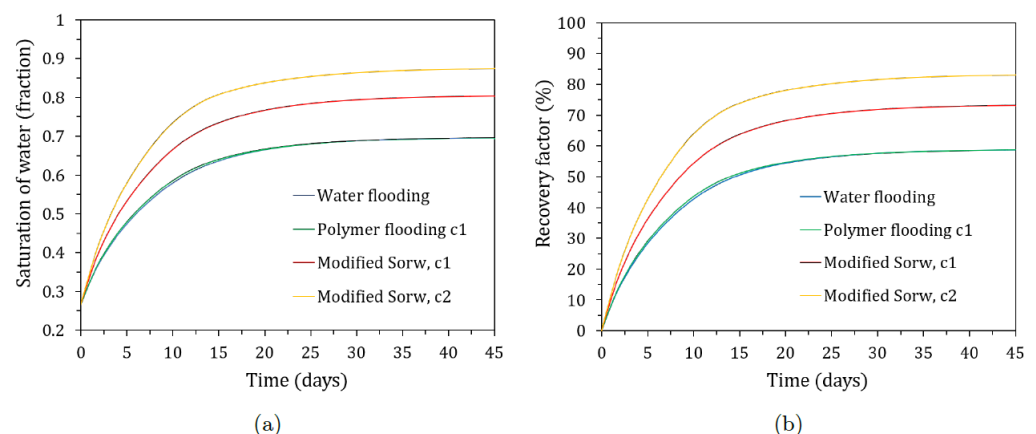 1
0.9
0.8
0.7
0.6
0.5
0.4
0.3
0.2
Saturation of water (fraction)
Water flooding
Polymer flooding c1
Modified Sorw, c1
Modified Sorw, c2
0 5 10 15 20 25 30 35 40 45
Time (days)
(a)
100
90
80
70
60
50
40
30
20
10
0
Recovery factor (%)
Water flooding
Polymer flooding c1
Modified Sorw, c1
Modified Sorw, c2
0 5 10 15 20 25 30 35 40 45
Time (days)
(b)